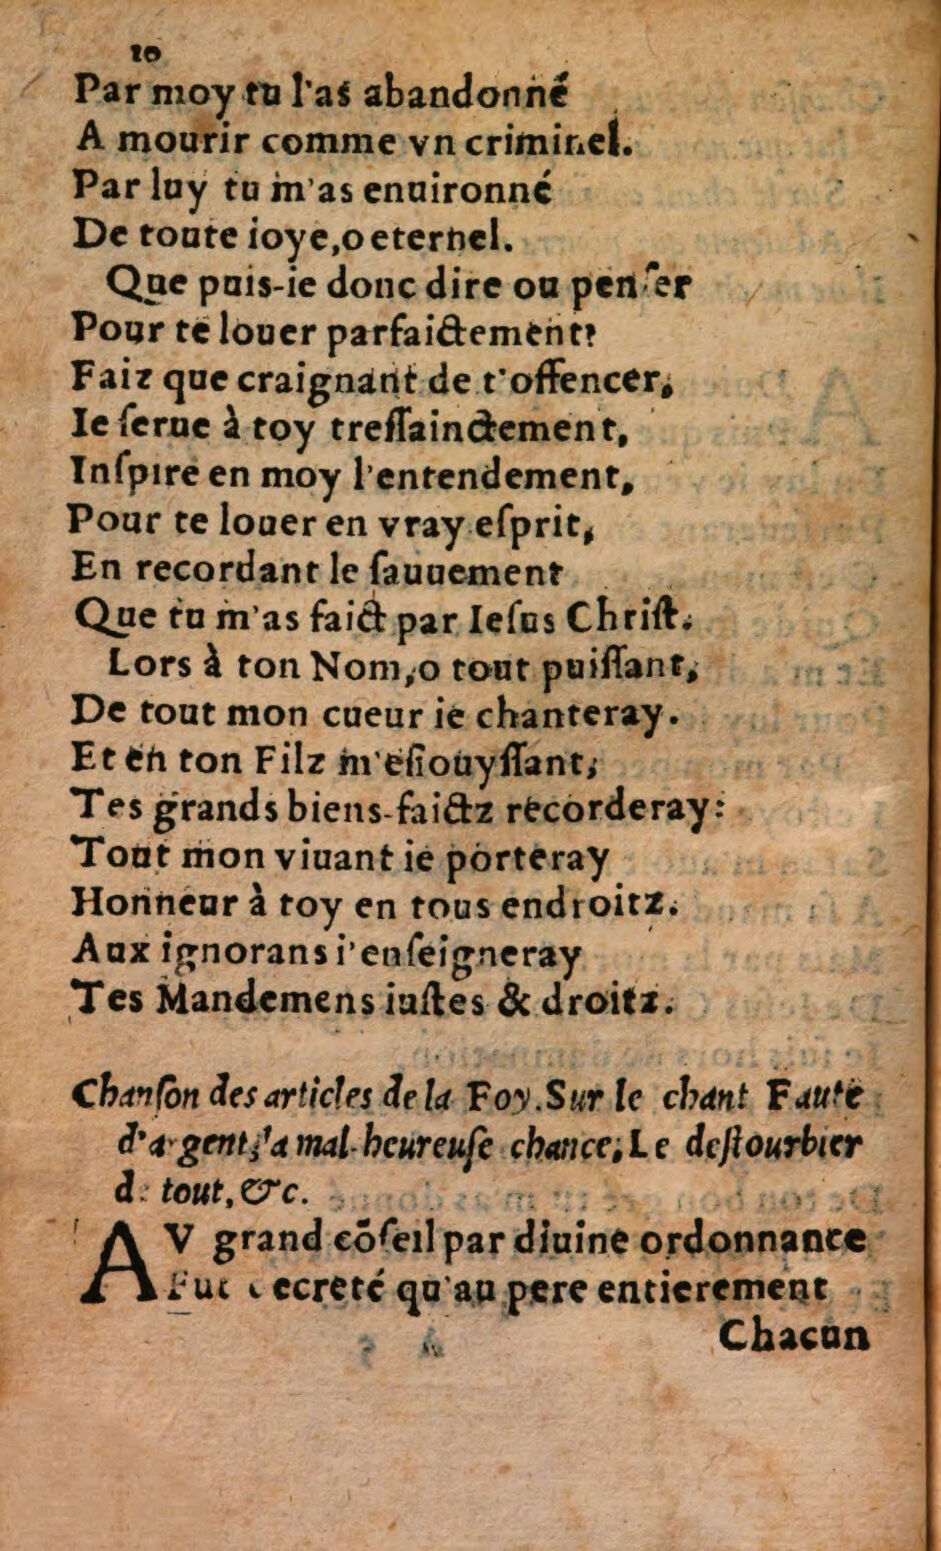 10
Par moy tu l'as abandonné
A mourir comme vn criminel.
Par luy tu m'as enuironné
De toute ioye,o eternel.
Que puis-ie donc dire ou penſer
Pour te louer parfaictement?
Faiz que craignant de t'offencer,
Ie ſerue à toy treſſainctement,
Inſpire en moy l'entendement,
Pour te louer en vray eſprit,
En recordant le ſauuement
Que tu m'as faict par Ieſus Chriſt.
Lors à ton Nom,o tout puiſſant,
De tout mon cueur ie chanteray.
Et en ton Filz m'eſiouyſſant,
Tes grands biens-faictz recorderay:
Tout mon viuant ie porteray
Honneur à toy en tous endroitz.
Aux ignorans i'enſeigneray
Tes Mandemens iuſtes & droitz.
Chanſon des articles de la Foy. Sur le chant Faute
d'argent, a mal-heureuſe chance, Le deſtourbier
de tout, &c.
AV grand cõſeil par diuine ordonnance
Fut decreté qu'au pere entierement
Chacun